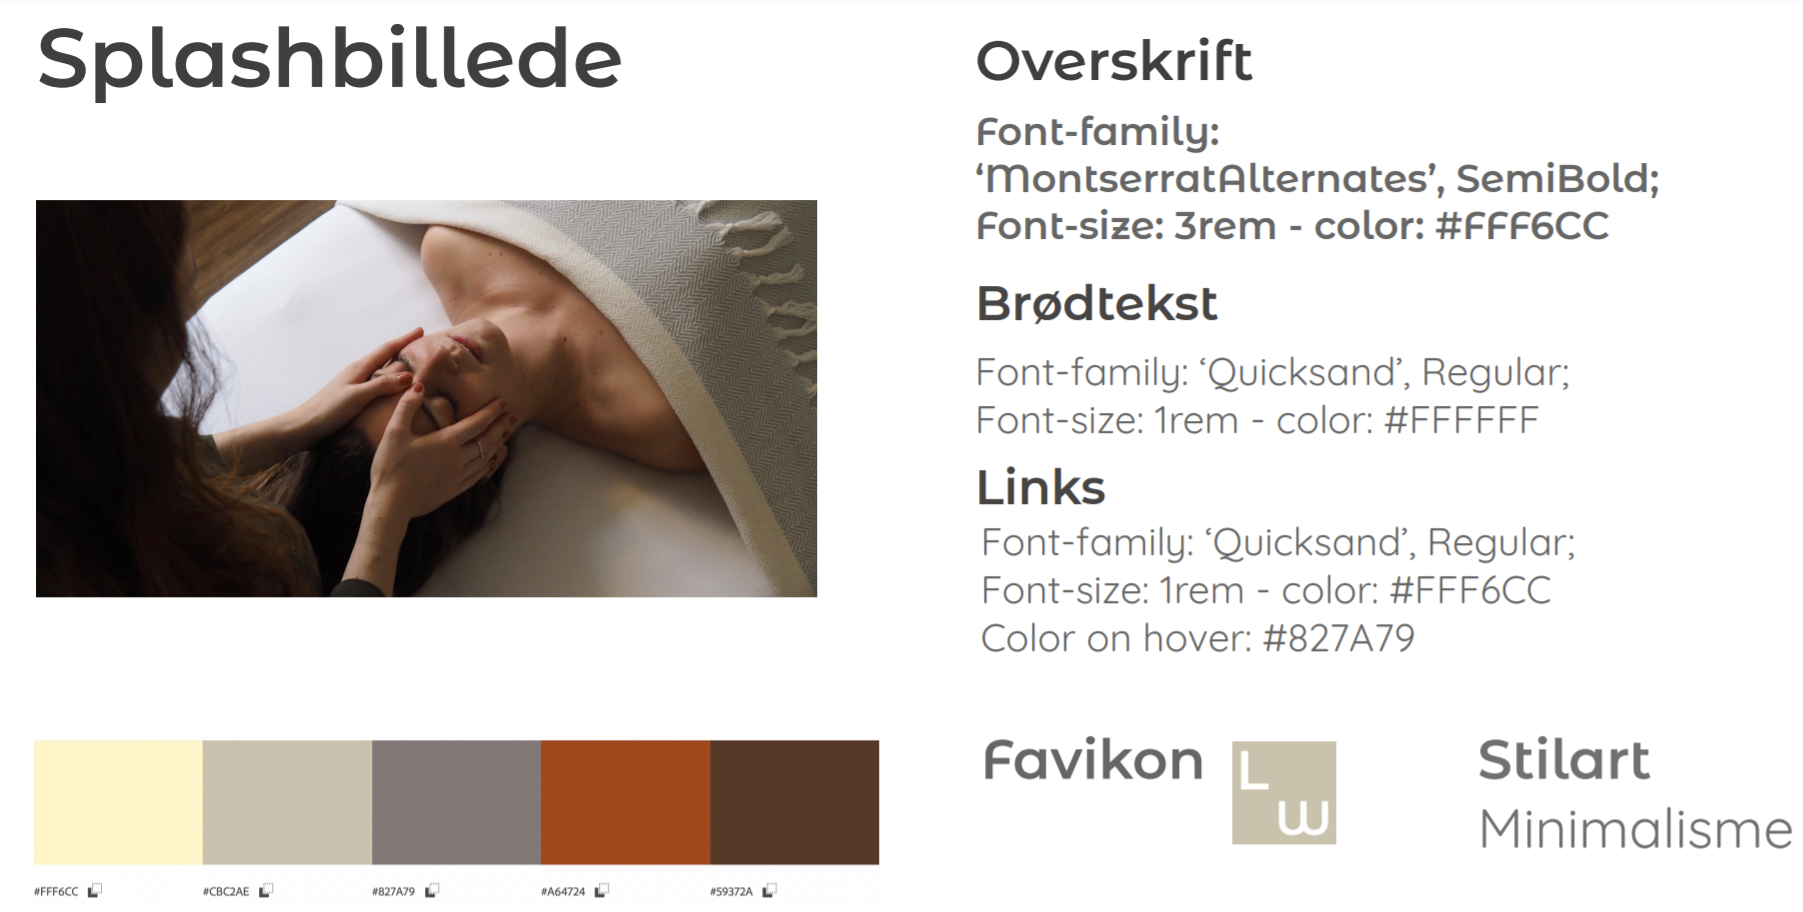 Splashbillede
#FFF6CC
#CBC2AE
#827A79
#A64724
#59372A
Overskrift
Font-family:
‘MontserratAlternates’, SemiBold;
Font-size: 3rem - color: #FFF6CC
Brødtekst
Font-family: ‘Quicksand’, Regular;
Font-size: 1rem - color: #FFFFFF
Links
Font-family: ‘Quicksand’, Regular;
Font-size: 1rem - color: #FFF6CC
Color on hover: #827A79
Favikon
L
W
Stilart
Minimalisme